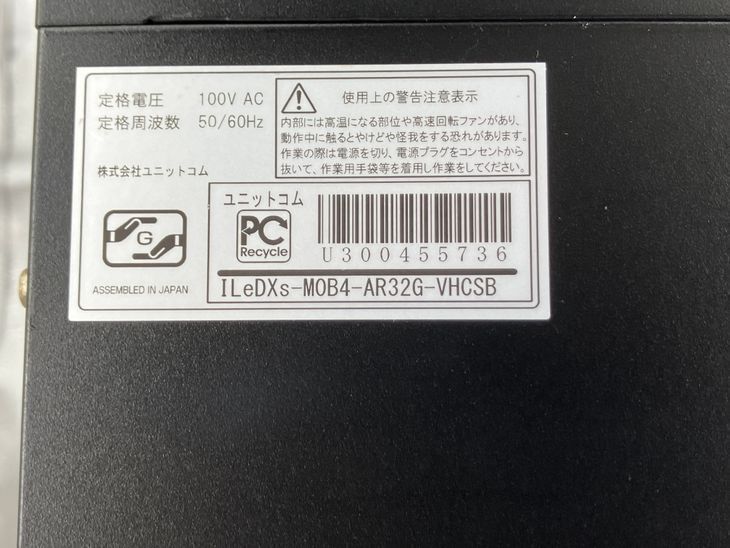 定格電圧 100V AC
定格周波数 50/60Hz
株式会社ユニットコム
使用上の警告注意表示
内部には高温になる部位や高速回転ファンがあり、
動作中に触るとやけどや怪我をする恐れがあります。
作業の際は電源を切り、電源プラグをコンセントから
抜いて、作業用手袋等を着用し作業をしてください。
G
ASSEMBLED IN JAPAN
ユニットコム
PC
Recycle
U300455736
ILeDXs-M0B4-AR32G-VHCSB